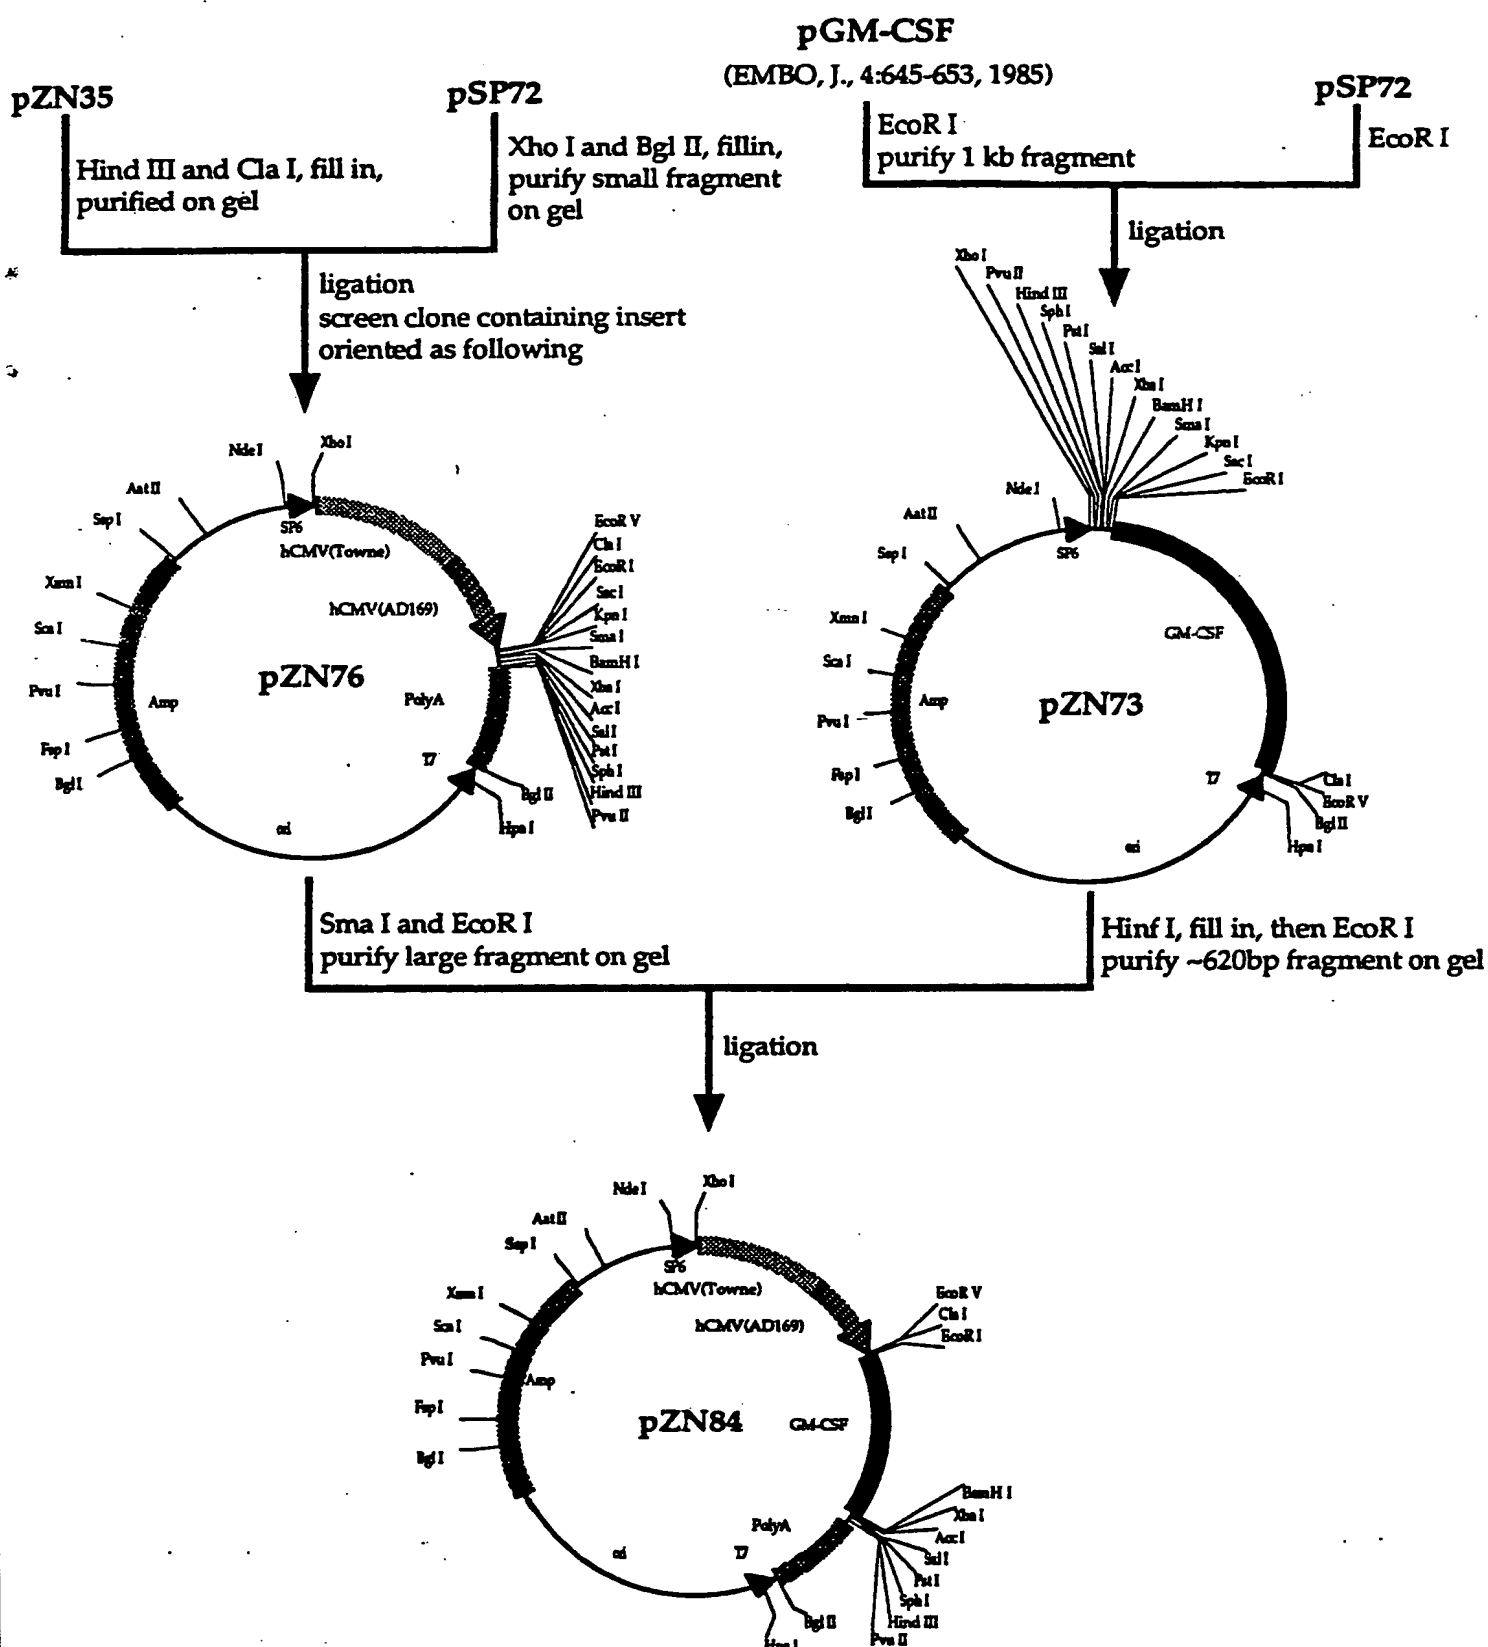 pGM-CSF
(EMBO, J., 4:645-653, 1985)
pZN35
pSP72
pSP72
Hind III and Cla I, fill in,
purified on gel
Xho I and Bgl II, fillin,
purify small fragment
on gel
EcoR I
purify 1 kb fragment
EcoR I
ligation
screen clone containing insert
oriented as following
ligation
Nde I
Xho I
Aat II
Ssp I
Xmn I
Sca I
Pvu I
Fsp I
Bgl I
SP6
hCMV(Towne)
hCMV(AD169)
pZN76
Amp
PolyA
T7
ori
EcoR V
Cla I
EcoR I
Sac I
Kpn I
Sma I
BamH I
Xba I
Acc I
Sal I
Pst I
Sph I
Hind III
Pvu II
Bgl II
Hpa I
Xho I
Pvu II
Hind III
Sph I
Pst I
Sal I
Acc I
Xba I
BamH I
Sma I
Kpn I
Sac I
EcoR I
Nde I
Aat II
Ssp I
Xmn I
Sca I
Pvu I
Fsp I
Bgl I
SP6
GM-CSF
pZN73
Amp
T7
ori
Cla I
EcoR V
Bgl II
Hpa I
Sma I and EcoR I
purify large fragment on gel
Hinf I, fill in, then EcoR I
purify ~620bp fragment on gel
ligation
Nde I
Xho I
Aat II
Ssp I
Xmn I
Sca I
Pvu I
Fsp I
Bgl I
SP6
hCMV(Towne)
hCMV(AD169)
EcoR V
Cla I
EcoR I
Amp
pZN84
GM-CSF
PolyA
T7
ori
BamH I
Xba I
Acc I
Sal I
Pst I
Sph I
Hind III
Pvu II
Bgl II
Hpa I